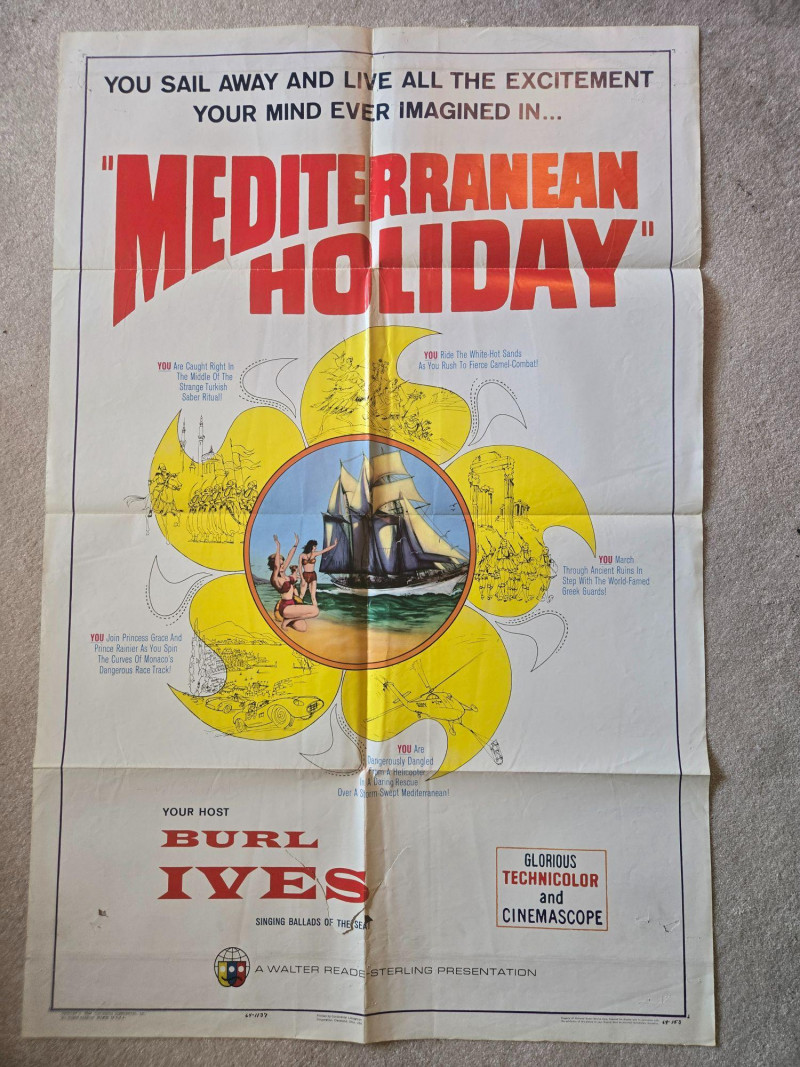 YOU SAIL AWAY AND LIVE ALL THE EXCITEMENT
YOUR MIND EVER IMAGINED IN...
"MEDITERRANEAN
HOLIDAY"
YOU Are Caught Right In
The Middle Of The
Strange Turkish
Saber Ritual!
YOU Ride The White-Hot Sands
As You Rush To Fierce Camel-Combat!
YOU March
Through Ancient Ruins In
Step With The World-Famed
Greek Guards!
YOU Join Princess Grace And
Prince Rainier As You Spin
The Curves Of Monaco's
Dangerous Race Track!
YOU Are
Dangerously Dangled
From A Helicopter
In A Daring Rescue
Over A Storm Swept Mediterranean!
YOUR HOST
BURL
IVES
SINGING BALLADS OF THE SEA
GLORIOUS
TECHNICOLOR
and
CINEMASCOPE
A WALTER READE-STERLING PRESENTATION